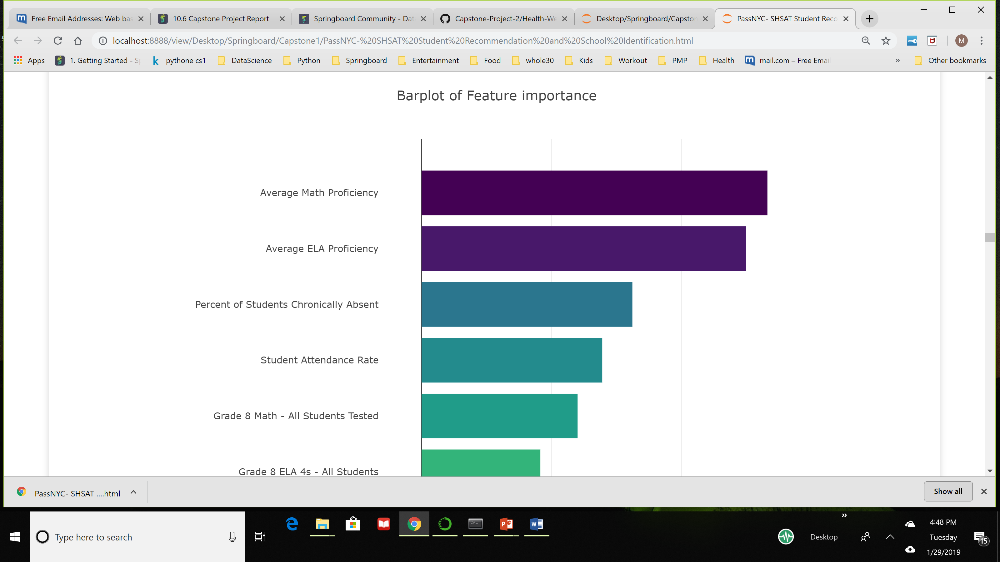 Free Email Addresses: Web bas
10.6 Capstone Project Report
Springboard Community - Dat
Capstone-Project-2/Health-We
Desktop/Springboard/Capston
PassNYC- SHSAT Student Reco
localhost:8888/view/Desktop/Springboard/Capstone1/PassNYC-%20SHSAT%20Student%20Recommendation%20and%20School%20Identification.html
M
Apps
1. Getting Started - Sp
pythone cs1
DataScience
Python
Springboard
Entertainment
Food
whole30
Kids
Workout
PMP
Health
mail.com – Free Email
»
Other bookmarks
Barplot of Feature importance
Average Math Proficiency
Average ELA Proficiency
Percent of Students Chronically Absent
Student Attendance Rate
Grade 8 Math - All Students Tested
Grade 8 ELA 4s - All Students
PassNYC- SHSAT ....html
Show all
Type here to search
Desktop
»
4:48 PM
Tuesday
1/29/2019
15